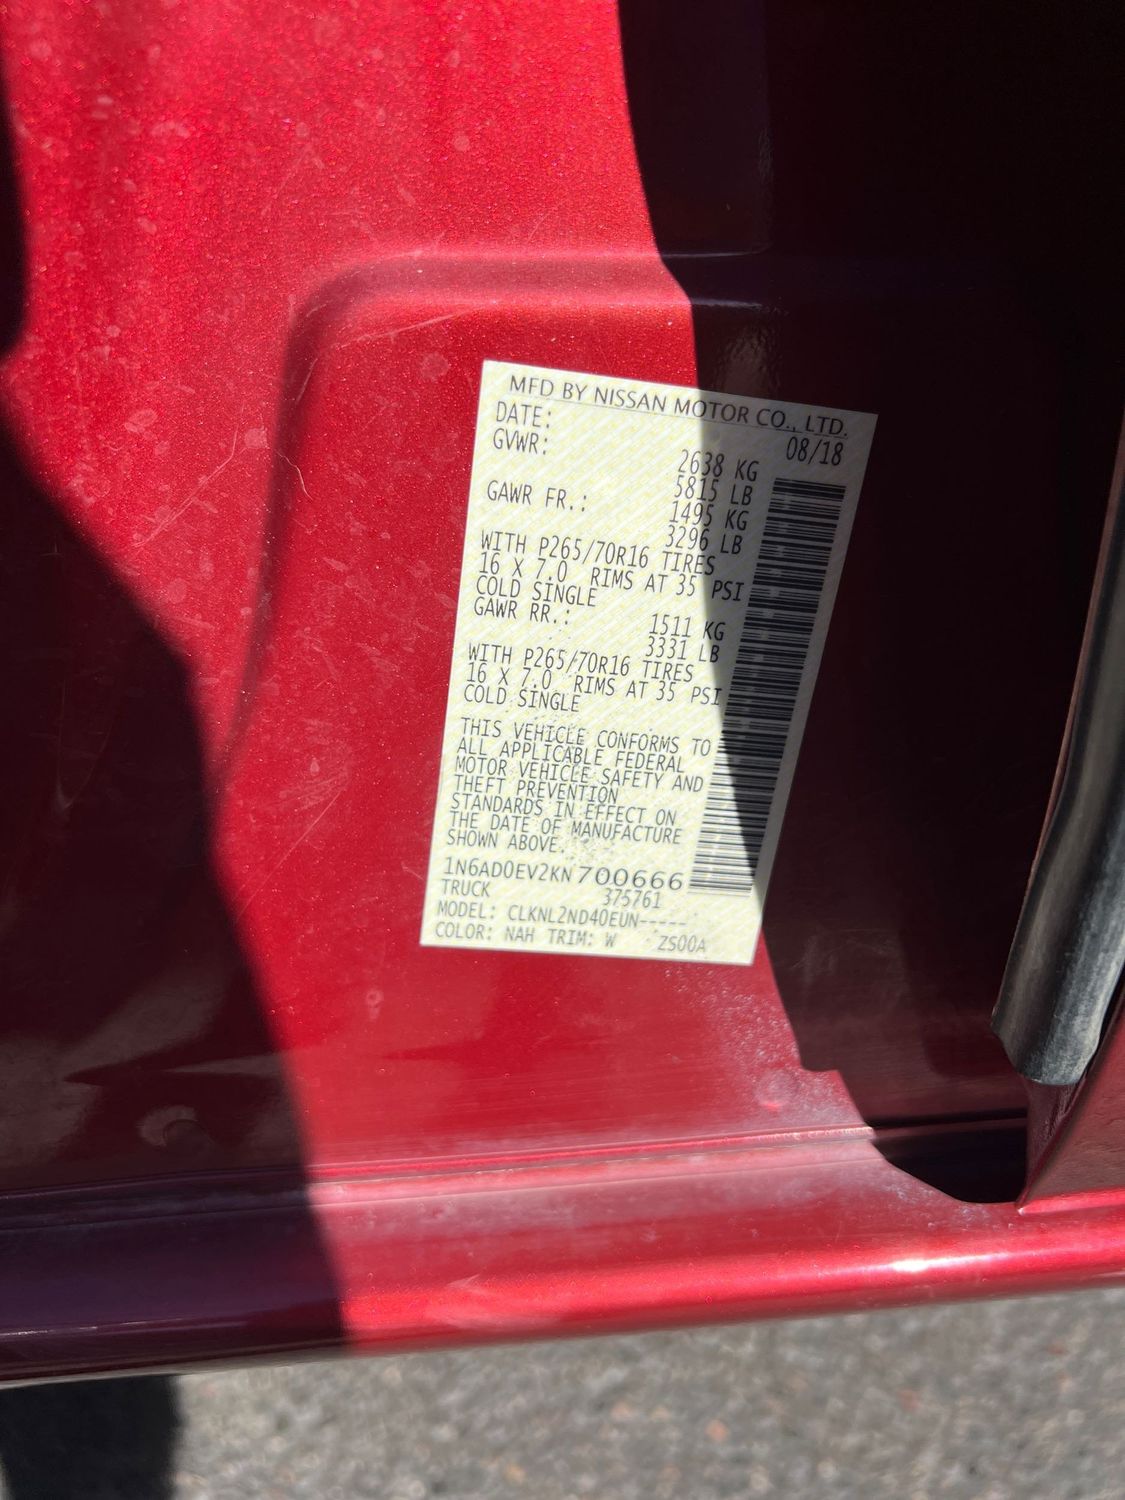 MFD BY NISSAN MOTOR CO., LTD.
DATE: 08/18
GVWR: 2638 KG
5815 LB
GAWR FR.: 1495 KG
3296 LB
WITH P265/70R16 TIRES
16 X 7.0 RIMS AT 35 PSI
COLD SINGLE
GAWR RR.: 1511 KG
3331 LB
WITH P265/70R16 TIRES
16 X 7.0 RIMS AT 35 PSI
COLD SINGLE
THIS VEHICLE CONFORMS TO
ALL APPLICABLE FEDERAL
MOTOR VEHICLE SAFETY AND
THEFT PREVENTION
STANDARDS IN EFFECT ON
THE DATE OF MANUFACTURE
SHOWN ABOVE.
1N6AD0EV2KN700666
TRUCK 375761
MODEL: CLKNL2ND40EUN-----
COLOR: NAH TRIM: W ZS00A